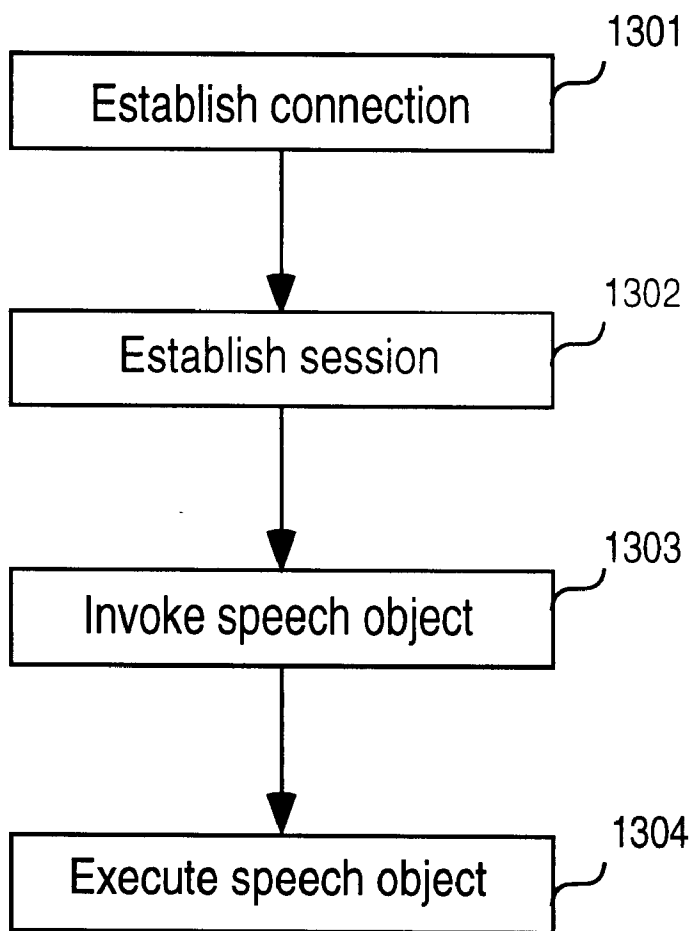 1301
Establish connection
1302
Establish session
1303
Invoke speech object
1304
Execute speech object